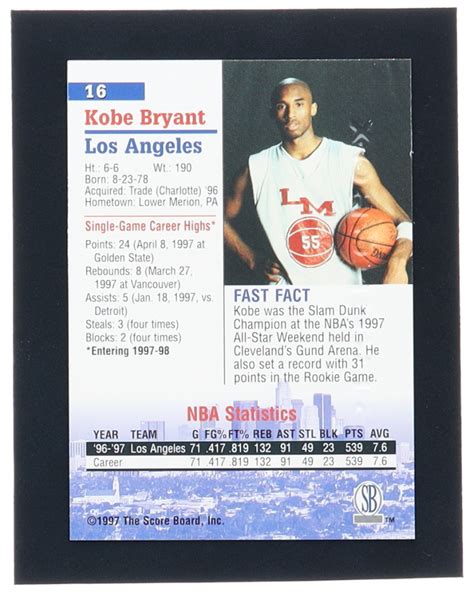 16
Kobe Bryant
Los Angeles
Ht.: 6-6 Wt.: 190
Born: 8-23-78
Acquired: Trade (Charlotte) '96
Hometown: Lower Merion, PA
Single-Game Career Highs*
Points: 24 (April 8, 1997 at
Golden State)
Rebounds: 8 (March 27,
1997 at Vancouver)
Assists: 5 (Jan. 18, 1997, vs.
Detroit)
Steals: 3 (four times)
Blocks: 2 (four times)
*Entering 1997-98
LM
55
FAST FACT
Kobe was the Slam Dunk
Champion at the NBA's 1997
All-Star Weekend held in
Cleveland's Gund Arena. He
also set a record with 31
points in the Rookie Game.
NBA Statistics
YEAR TEAM G FG% FT% REB AST STL BLK PTS AVG
'96-'97 Los Angeles 71 .417 .819 132 91 49 23 539 7.6
Career 71 .417 .819 132 91 49 23 539 7.6
©1997 The Score Board, Inc.
SB
TM